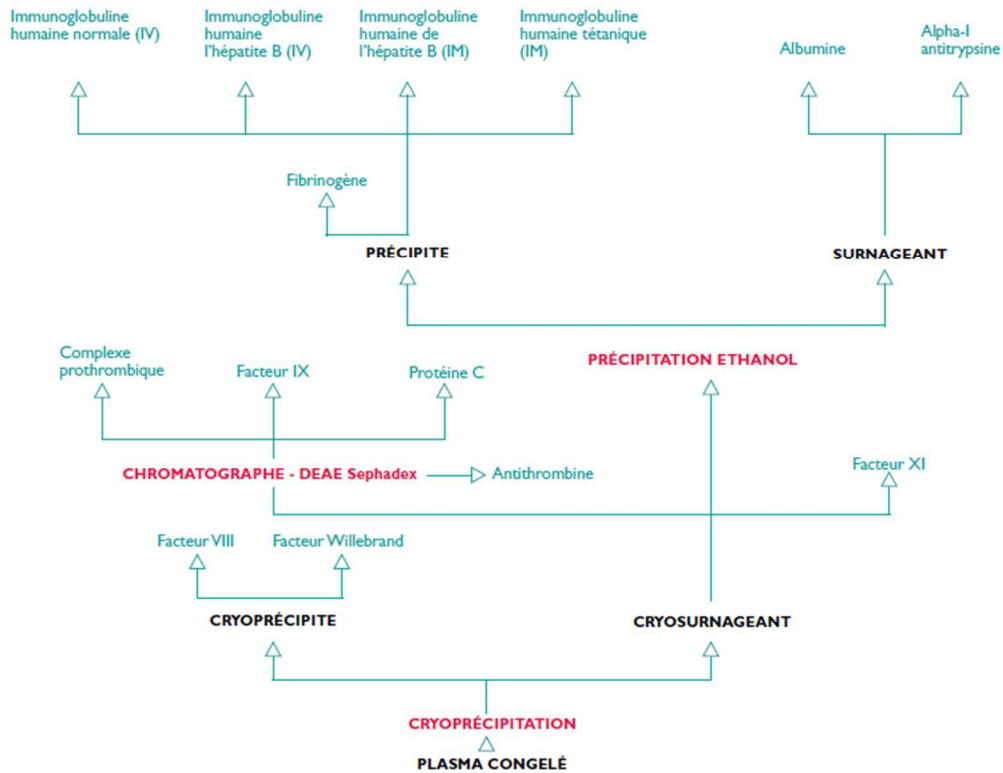 Immunoglobuline
humaine normale (IV)
Immunoglobuline
humaine
l'hépatite B (IV)
Immunoglobuline
humaine de
l'hépatite B (IM)
Immunoglobuline
humaine tétanique
(IM)
Albumine
Alpha-I
antitrypsine
Fibrinogène
PRÉCIPITE
SURNAGEANT
Complexe
prothrombique
Facteur IX
Protéine C
PRÉCIPITATION ETHANOL
CHROMATOGRAPHE - DEAE Sephadex
Antithrombine
Facteur XI
Facteur VIII
Facteur Willebrand
CRYOPRÉCIPITE
CRYOSURNAGEANT
CRYOPRÉCIPITATION
PLASMA CONGELÉ